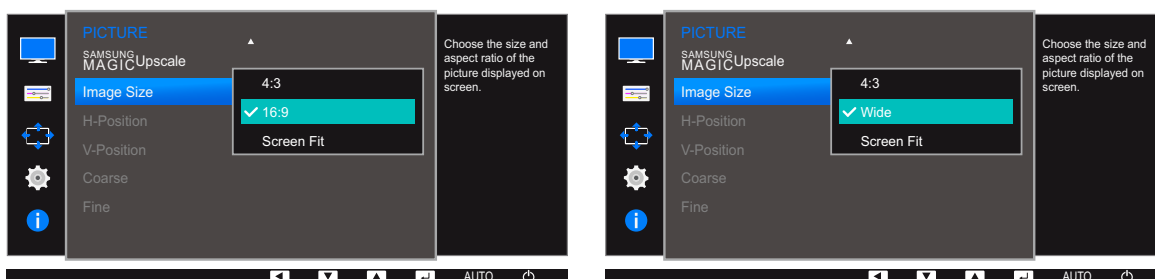 PICTURE
SAMSUNG
MAGIC Upscale
Image Size
H-Position
V-Position
Coarse
Fine
4:3
16:9
Screen Fit
Choose the size and
aspect ratio of the
picture displayed on
screen.
AUTO
PICTURE
SAMSUNG
MAGIC Upscale
Image Size
H-Position
V-Position
Coarse
Fine
4:3
Wide
Screen Fit
Choose the size and
aspect ratio of the
picture displayed on
screen.
AUTO